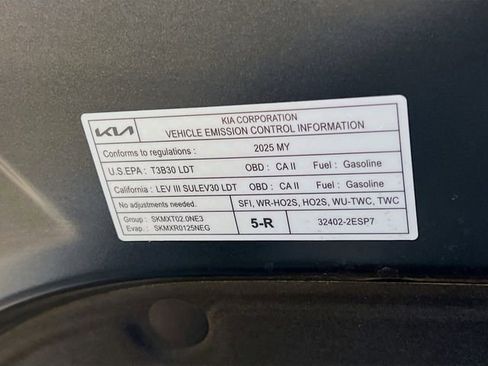 KIA
KIA CORPORATION
VEHICLE EMISSION CONTROL INFORMATION
Conforms to regulations : 2025 MY
U.S.EPA : T3B30 LDT OBD : CA II Fuel : Gasoline
California : LEV III SULEV30 LDT OBD : CA II Fuel : Gasoline
No adjustments needed. SFI, WR-HO2S, HO2S, WU-TWC, TWC
Group : SKMXT02.0NE3
Evap. : SKMXR0125NEG
5-R
32402-2ESP7